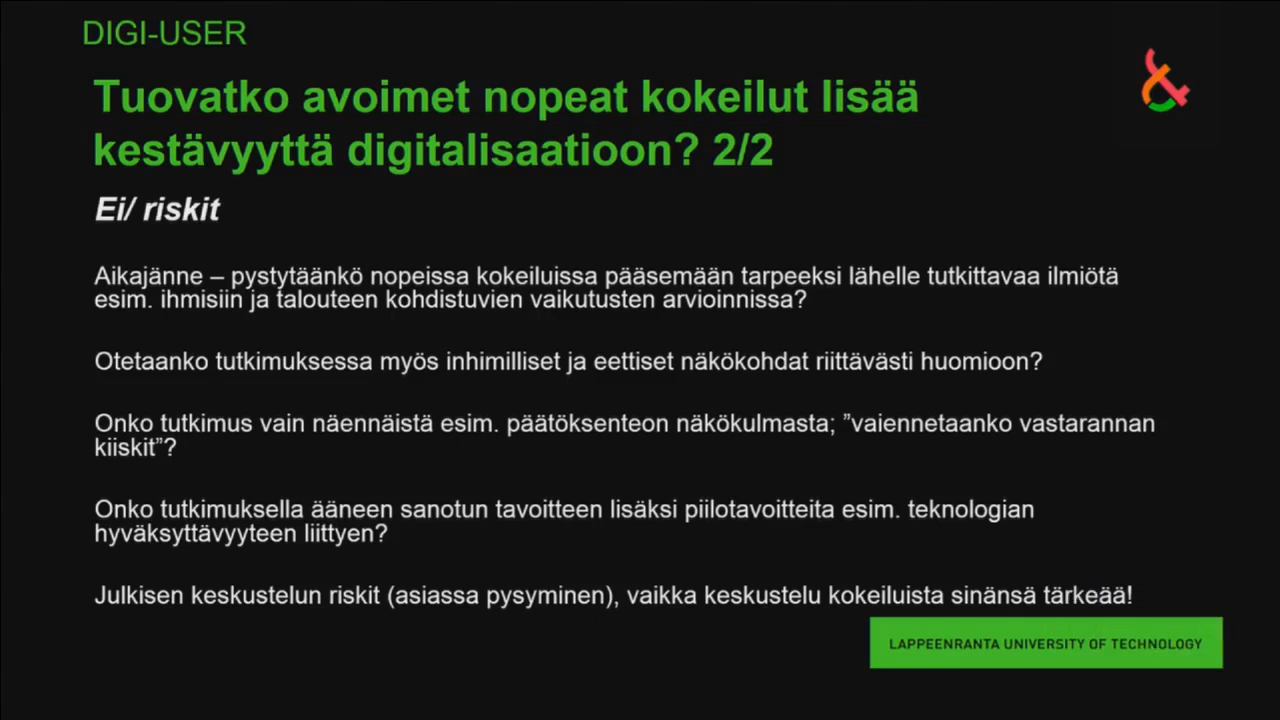 DIGI-USER
Tuovatko avoimet nopeat kokeilut lisää
kestävyyttä digitalisaatioon? 2/2
Ei/ riskit
Aikajänne – pystytäänkö nopeissa kokeiluissa pääsemään tarpeeksi lähelle tutkittavaa ilmiötä
esim. ihmisiin ja talouteen kohdistuvien vaikutusten arvioinnissa?
Otetaanko tutkimuksessa myös inhimilliset ja eettiset näkökohdat riittävästi huomioon?
Onko tutkimus vain näennäistä esim. päätöksenteon näkökulmasta; ”vaiennetaanko vastarannan
kiiskit”?
Onko tutkimuksella ääneen sanotun tavoitteen lisäksi piilotavoitteita esim. teknologian
hyväksyttävyyteen liittyen?
Julkisen keskustelun riskit (asiassa pysyminen), vaikka keskustelu kokeiluista sinänsä tärkeää!
LAPPEENRANTA UNIVERSITY OF TECHNOLOGY